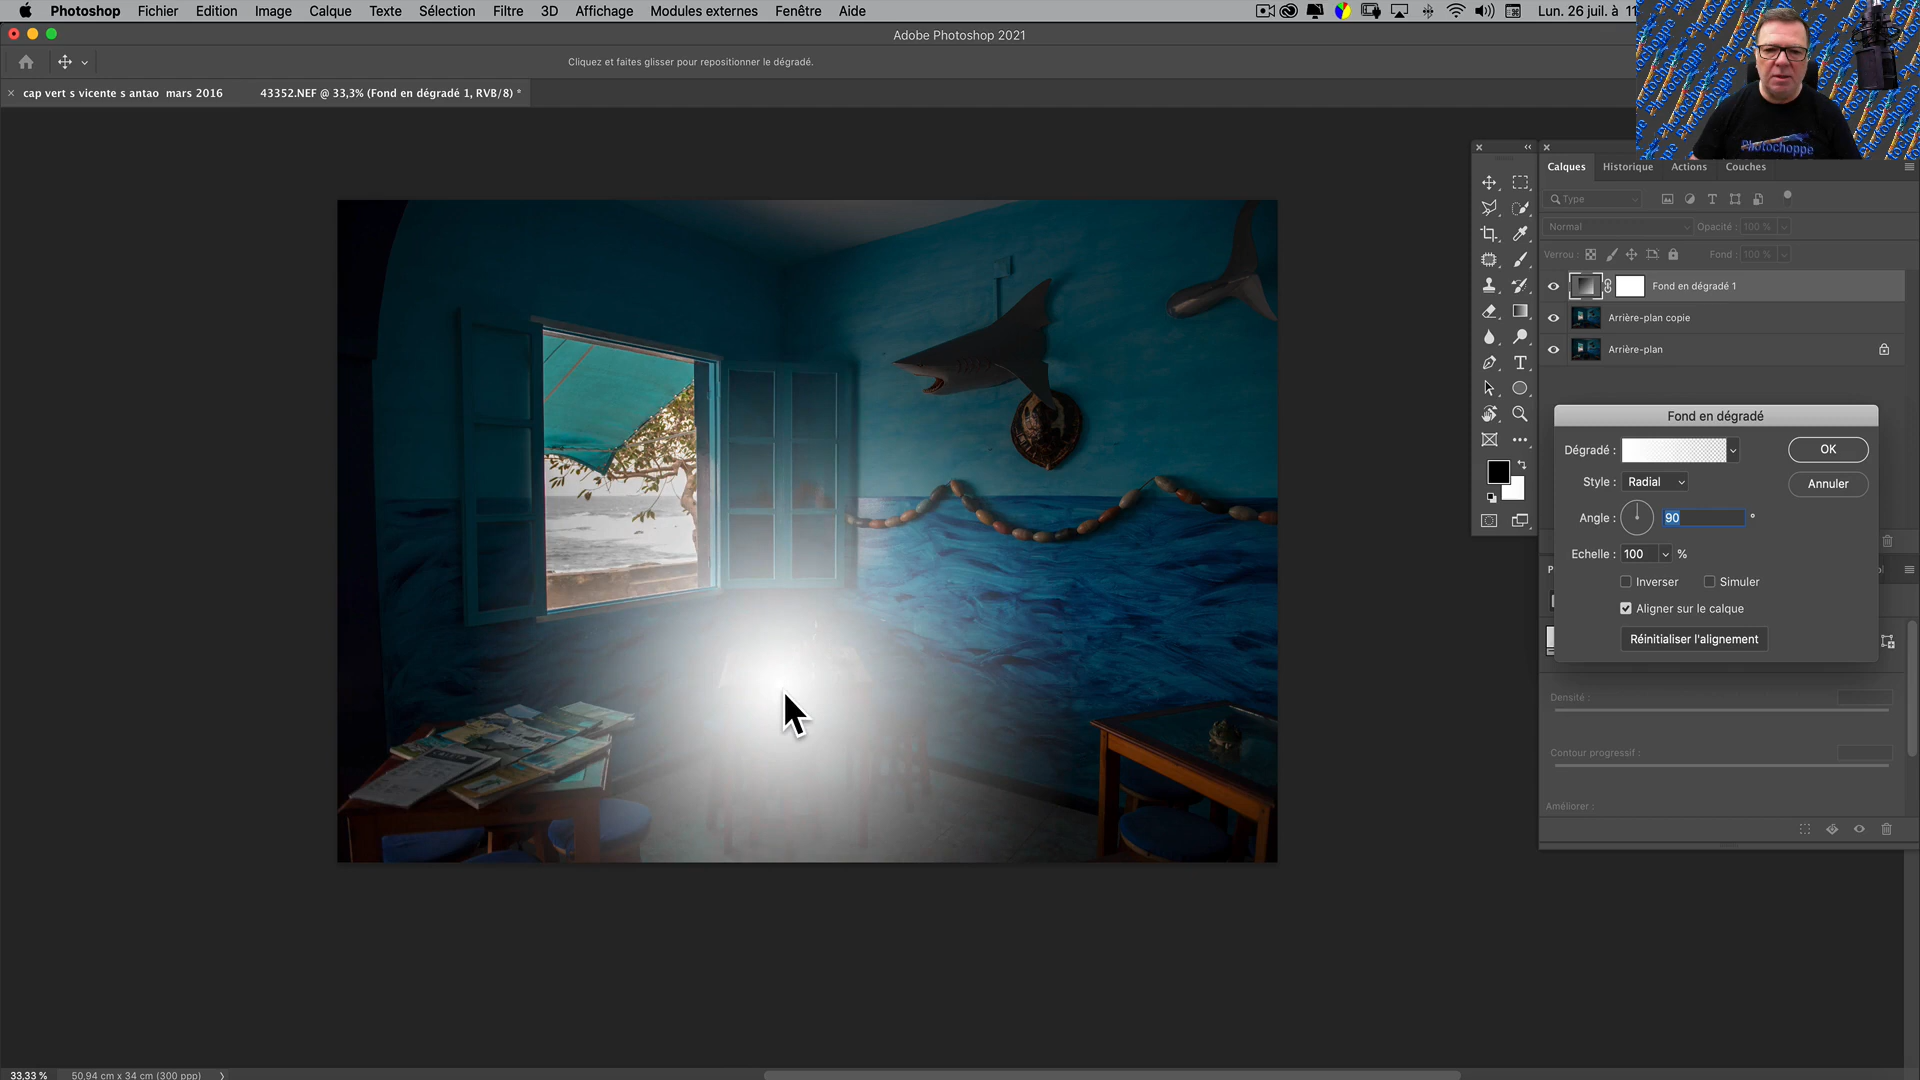 Photoshop Fichier Edition Image Calque Texte Sélection Filtre 3D Affichage Modules externes Fenêtre Aide Lun. 26 juil. à 11
Adobe Photoshop 2021
Cliquez et faites glisser pour repositionner le dégradé.
cap vert s vicente s antao mars 2016 43352.NEF @ 33,3% (Fond en dégradé 1, RVB/8) *
Photochoppe
Calques Historique Actions Couches
Type
Normal Opacité : 100 %
Verrou : Fond : 100 %
Fond en dégradé 1
Arrière-plan copie
Arrière-plan
Fond en dégradé
Dégradé : OK
Style : Radial Annuler
Angle : 90 °
Echelle : 100 %
Inverser Simuler
Aligner sur le calque
Réinitialiser l'alignement
Densité :
Contour progressif :
Améliorer :
33,33 % 50,94 cm x 34 cm (300 ppp)